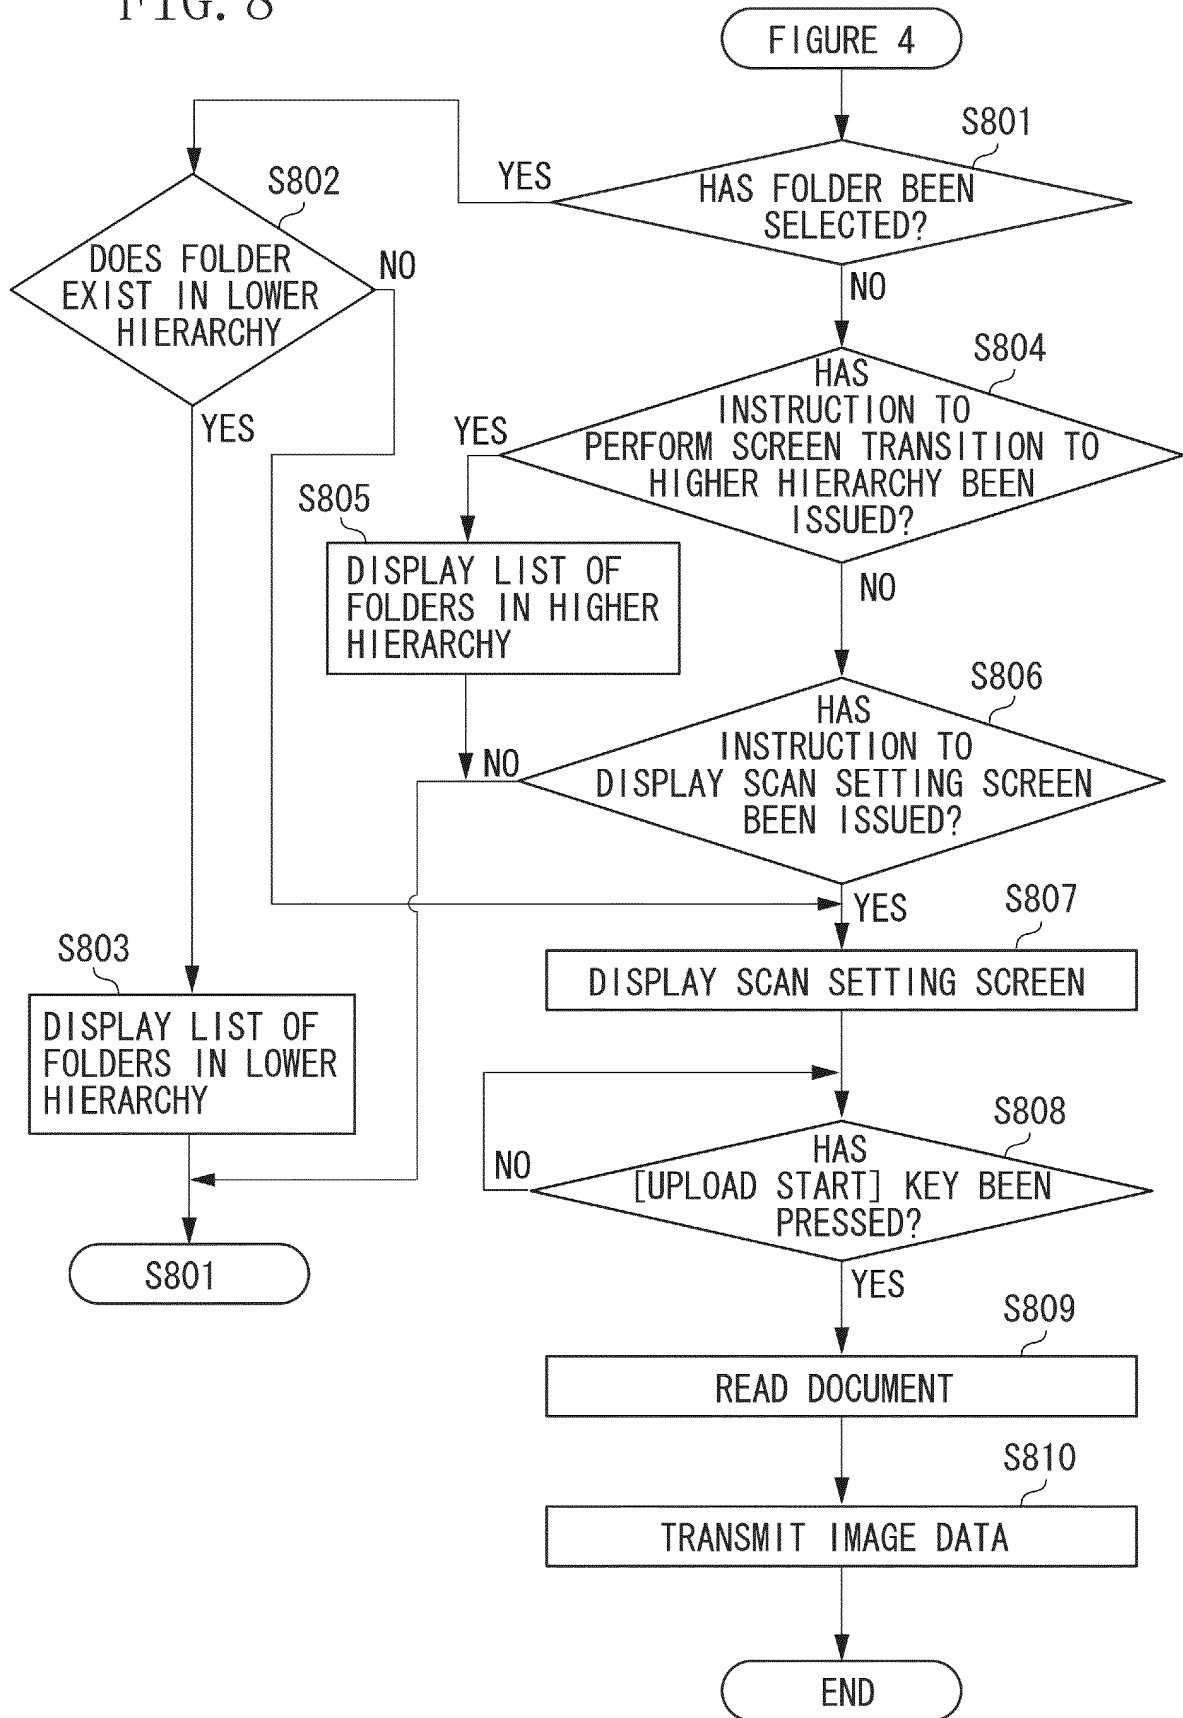 FIG. 8
FIGURE 4
S801
HAS FOLDER BEEN
SELECTED?
YES
NO
S802
DOES FOLDER
EXIST IN LOWER
HIERARCHY
NO
YES
S804
HAS
INSTRUCTION TO
PERFORM SCREEN TRANSITION TO
HIGHER HIERARCHY BEEN
ISSUED?
YES
NO
S805
DISPLAY LIST OF
FOLDERS IN HIGHER
HIERARCHY
S806
HAS
INSTRUCTION TO
DISPLAY SCAN SETTING SCREEN
BEEN ISSUED?
NO
YES
S803
DISPLAY LIST OF
FOLDERS IN LOWER
HIERARCHY
S801
S807
DISPLAY SCAN SETTING SCREEN
S808
HAS
[UPLOAD START] KEY BEEN
PRESSED?
NO
YES
S809
READ DOCUMENT
S810
TRANSMIT IMAGE DATA
END